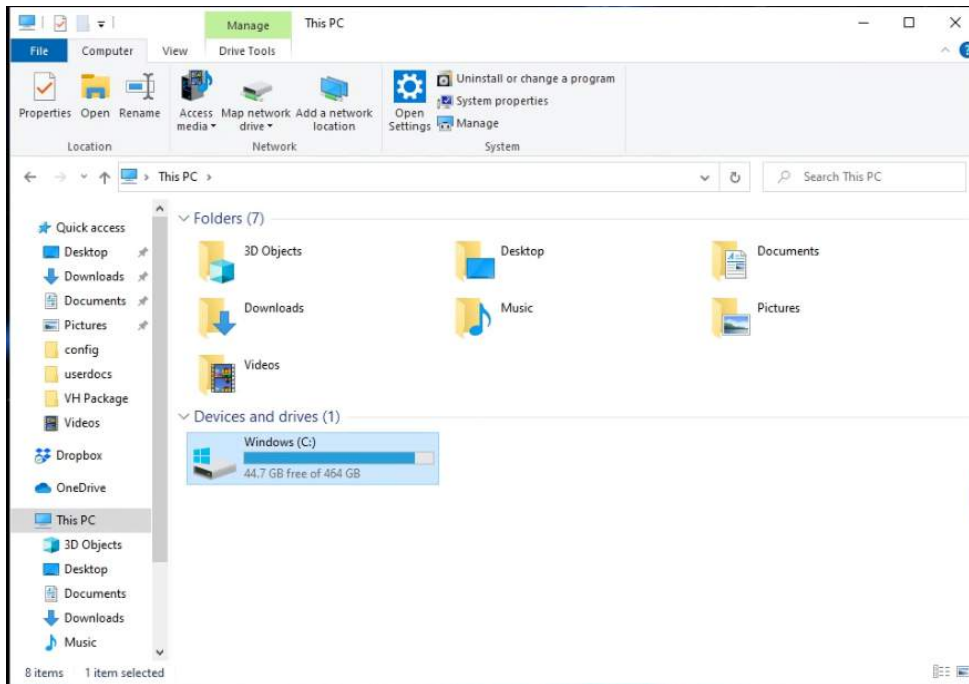 Manage This PC
File Computer View Drive Tools
Properties Open Rename
Access media Map network drive Add a network location
Open Settings
Uninstall or change a program
System properties
Manage
Location Network System
This PC
Search This PC
Quick access
Desktop
Downloads
Documents
Pictures
config
userdocs
VH Package
Videos
Dropbox
OneDrive
This PC
3D Objects
Desktop
Documents
Downloads
Music
Folders (7)
3D Objects Desktop Documents
Downloads Music Pictures
Videos
Devices and drives (1)
Windows (C:)
44.7 GB free of 464 GB
8 items 1 item selected